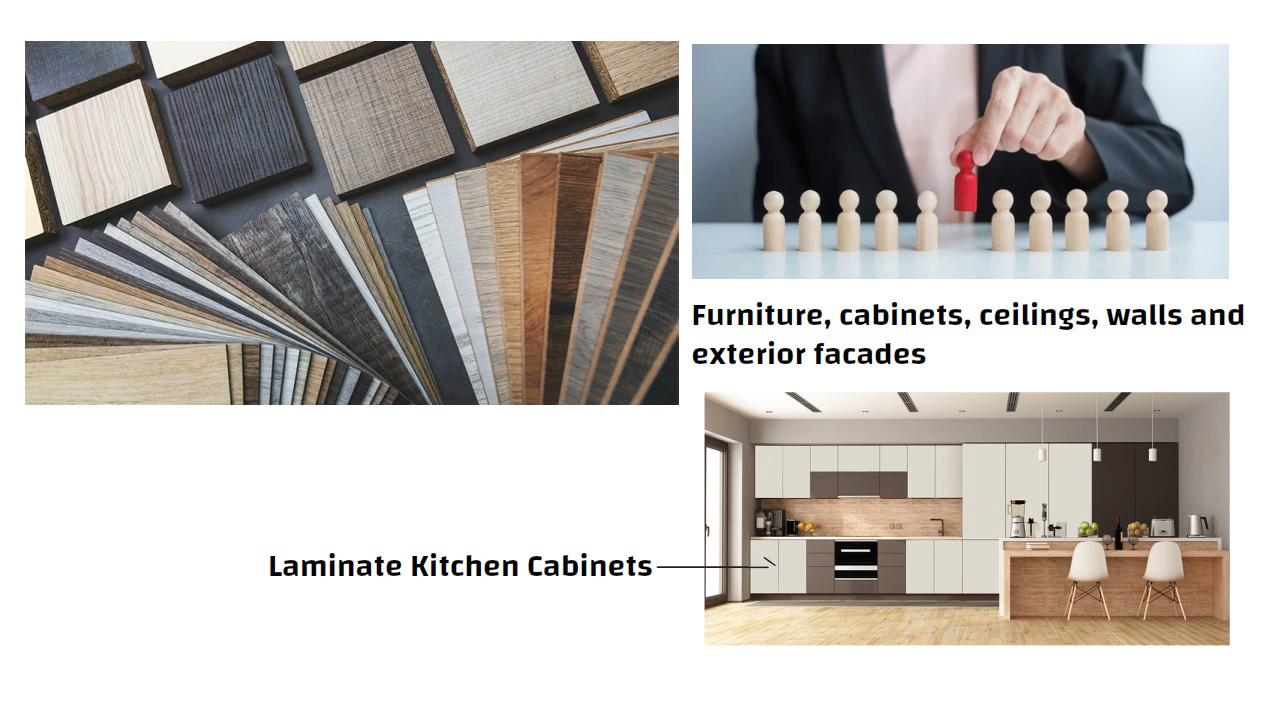 Furniture, cabinets, ceilings, walls and
exterior facades
Laminate Kitchen Cabinets